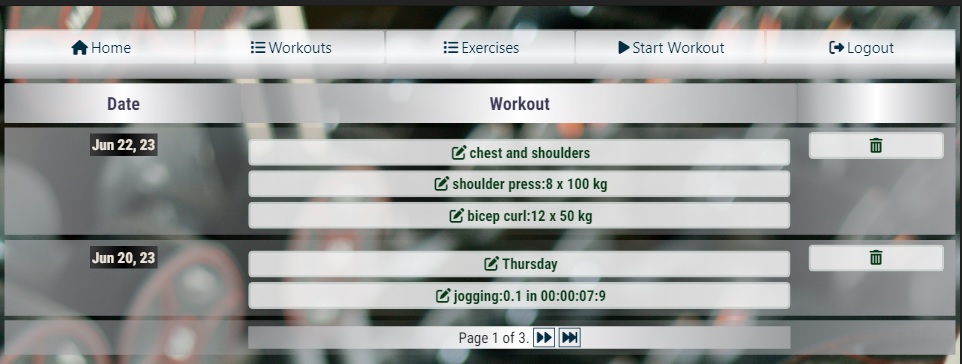 Home Workouts Exercises Start Workout Logout
Date Workout
Jun 22, 23 chest and shoulders
shoulder press:8 x 100 kg
bicep curl:12 x 50 kg
Jun 20, 23 Thursday
jogging:0.1 in 00:00:07:9
Page 1 of 3.